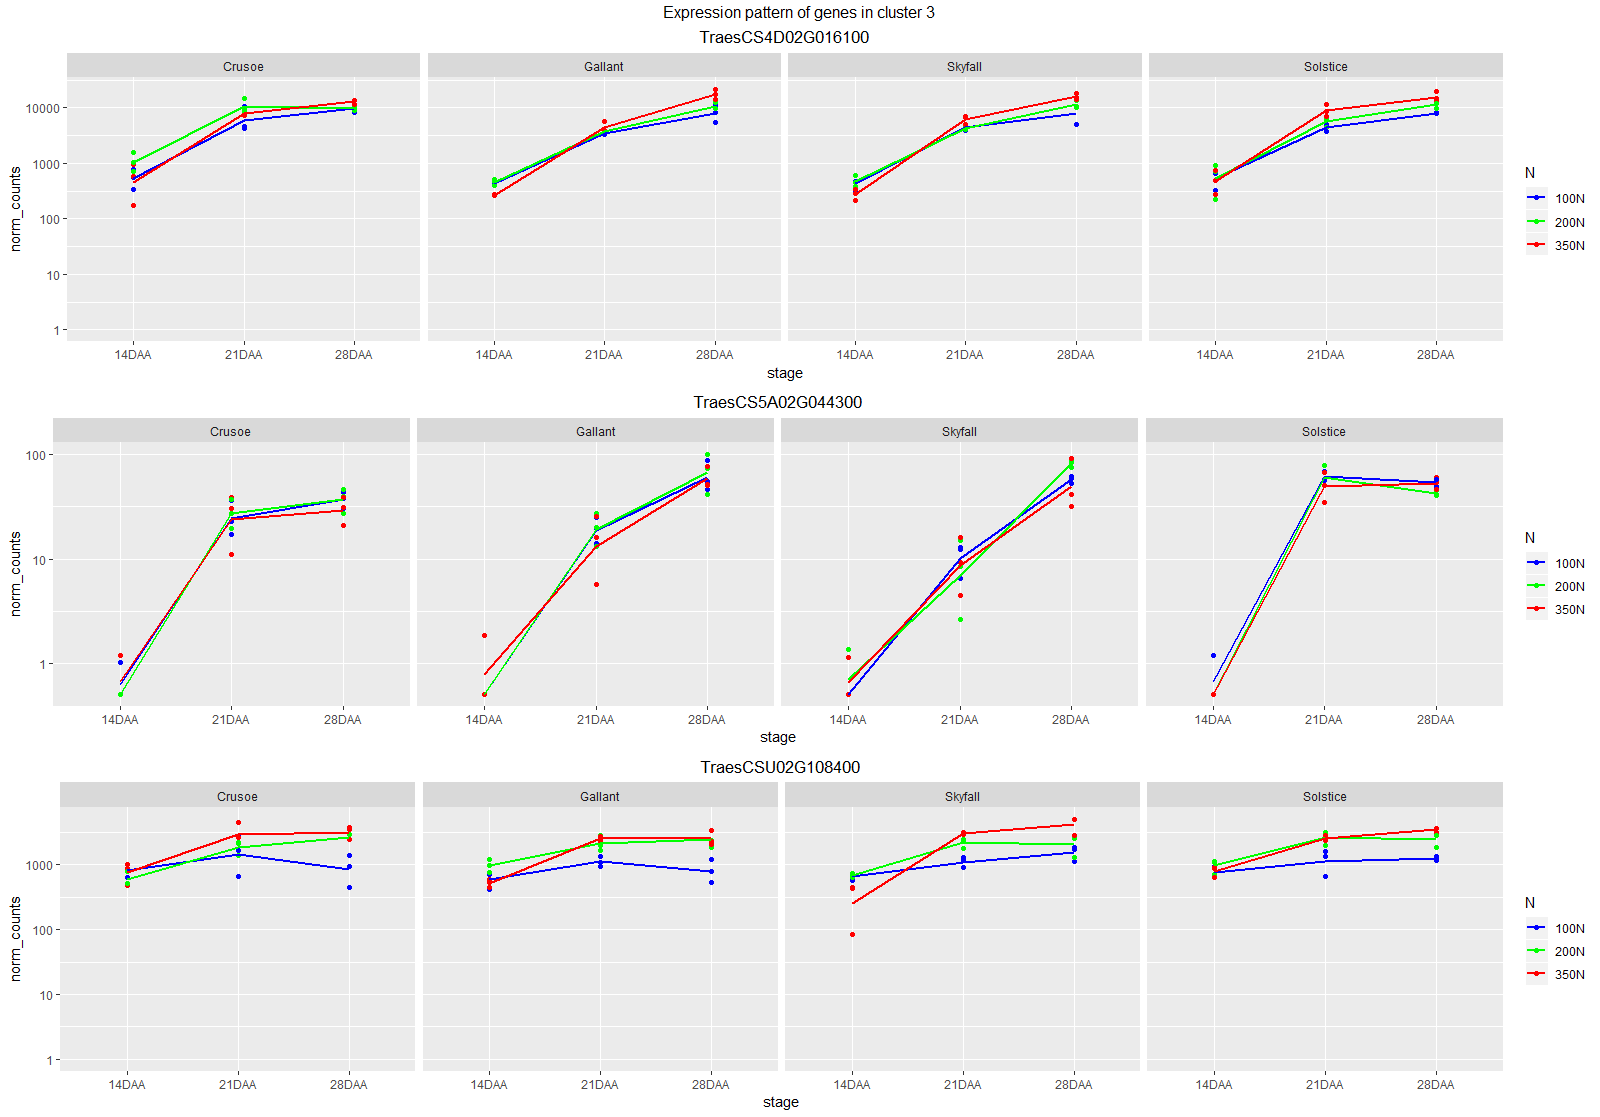 Expression pattern of genes in cluster 3
TraesCS4D02G016100
Crusoe Gallant Skyfall Solstice
10000
1000
100
10
1
norm_counts
14DAA 21DAA 28DAA 14DAA 21DAA 28DAA 14DAA 21DAA 28DAA 14DAA 21DAA 28DAA
stage
N
100N
200N
350N
TraesCS5A02G044300
Crusoe Gallant Skyfall Solstice
100
10
1
norm_counts
14DAA 21DAA 28DAA 14DAA 21DAA 28DAA 14DAA 21DAA 28DAA 14DAA 21DAA 28DAA
stage
N
100N
200N
350N
TraesCSU02G108400
Crusoe Gallant Skyfall Solstice
1000
100
10
1
norm_counts
14DAA 21DAA 28DAA 14DAA 21DAA 28DAA 14DAA 21DAA 28DAA 14DAA 21DAA 28DAA
stage
N
100N
200N
350N